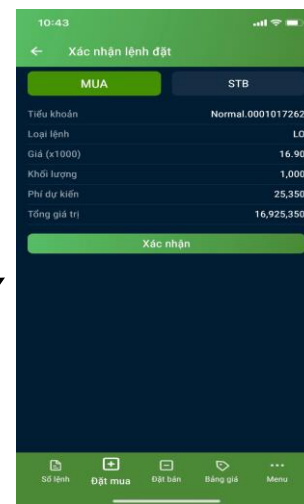 10:43
Xác nhận lệnh đặt
MUA STB
Tiểu khoản Normal.0001017262
Loại lệnh LO
Giá (x1000) 16.90
Khối lượng 1,000
Phí dự kiến 25,350
Tổng giá trị 16,925,350
Xác nhận
Sổ lệnh Đặt mua Đặt bán Bảng giá Menu